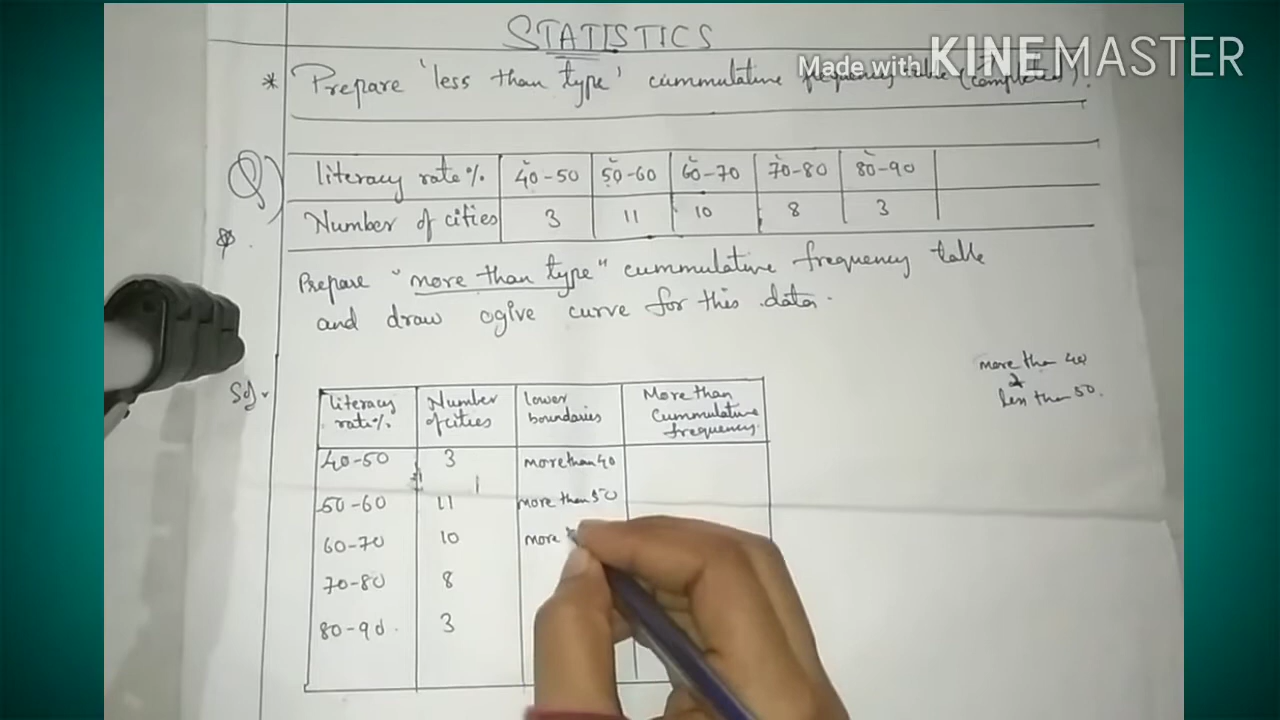 STATISTICS
Made with KINEMASTER
* Prepare 'less than type' cummulative frequency table (completed).
Q) literacy rate% 40-50 50-60 60-70 70-80 80-90
Number of cities 3 11 10 8 3
Prepare "more than type" cummulative frequency table
and draw ogive curve for this data.
more than 40
&
less than 50.
Sol.
literacy rate% Number of cities lower boundaries More than Cummulative frequency
40-50 3 more than 40
50-60 11 more than 50
60-70 10 more
70-80 8
80-90 3